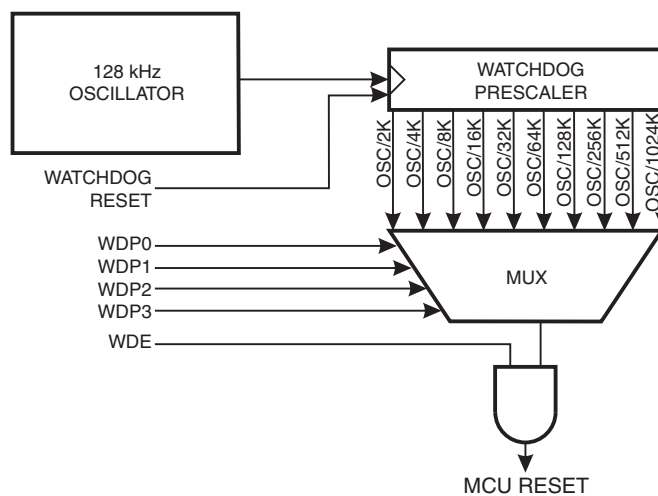 128 kHz
OSCILLATOR
WATCHDOG
PRESCALER
OSC/2K
OSC/4K
OSC/8K
OSC/16K
OSC/32K
OSC/64K
OSC/128K
OSC/256K
OSC/512K
OSC/1024K
WATCHDOG
RESET
WDP0
WDP1
WDP2
WDP3
MUX
WDE
MCU RESET